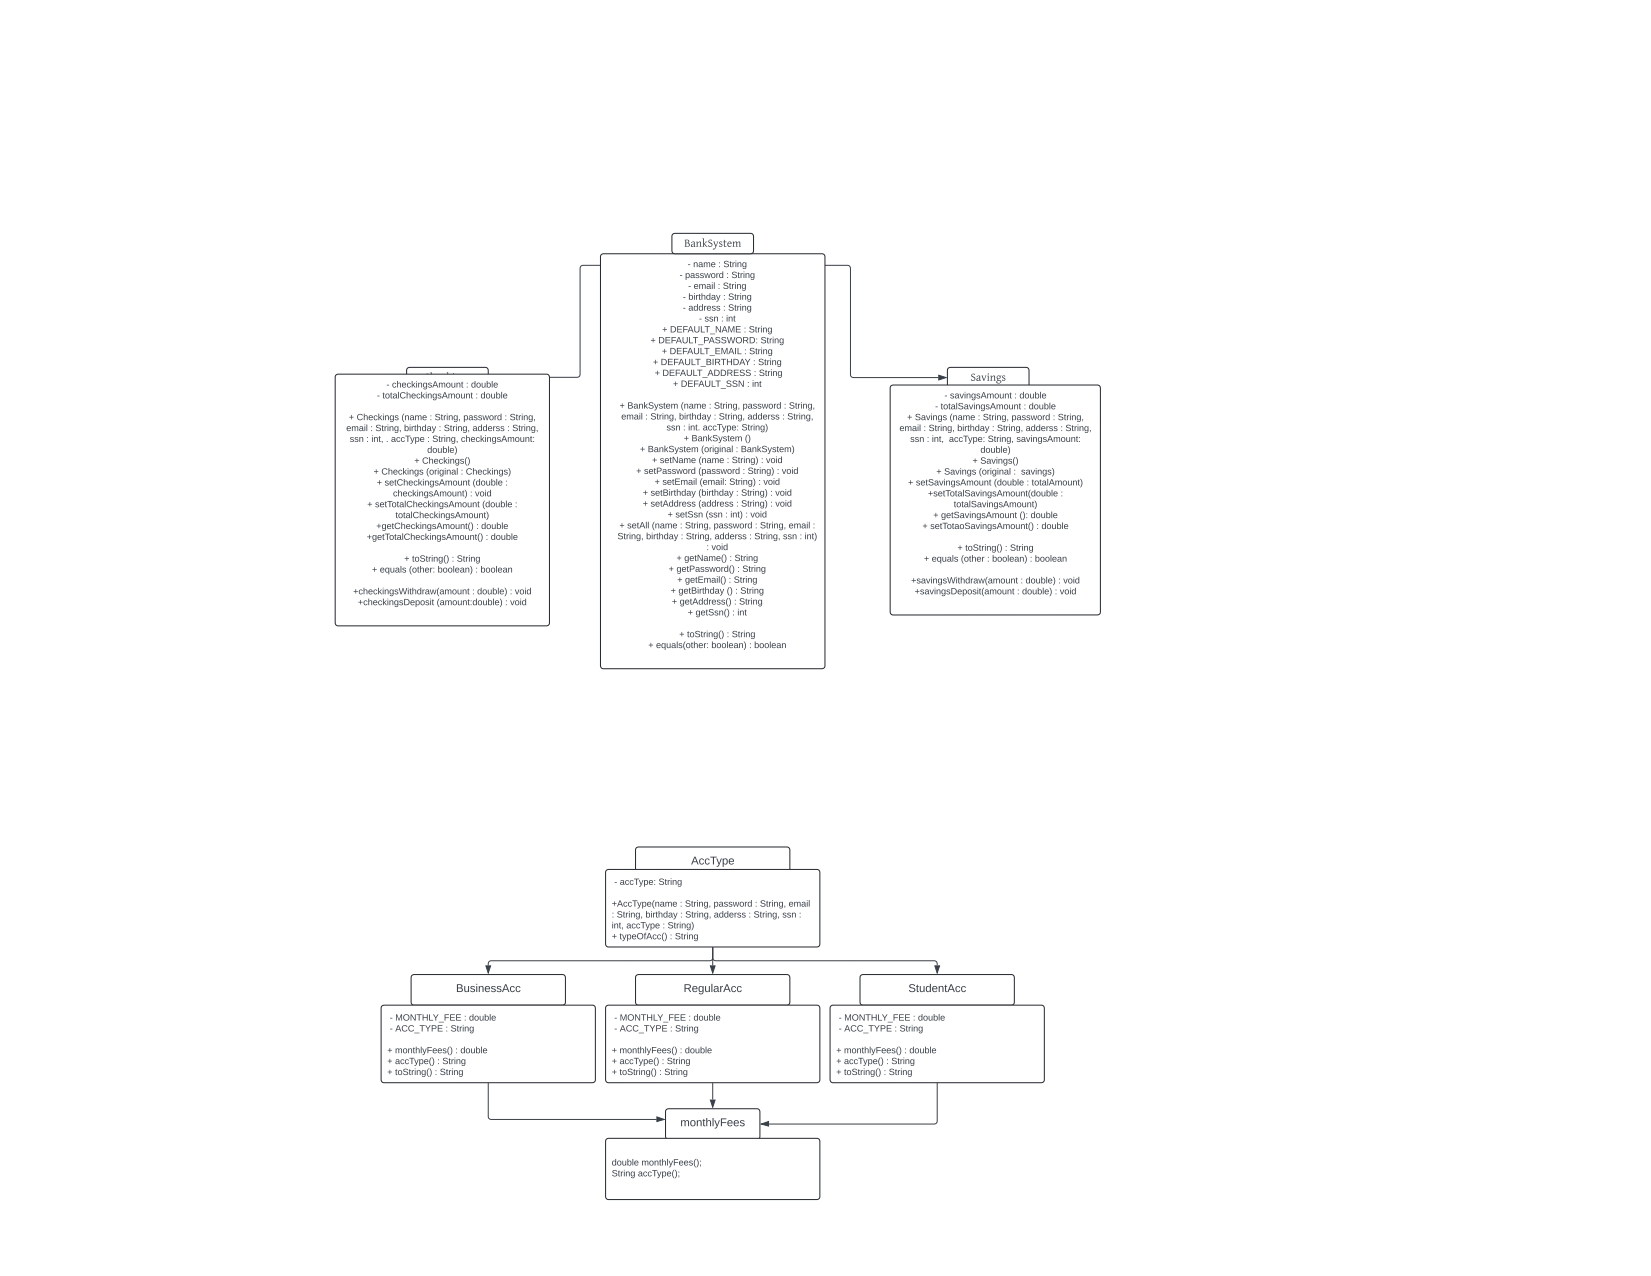 BankSystem
- name : String
- password : String
- email : String
- birthday : String
- address : String
- ssn : int
+ DEFAULT_NAME : String
+ DEFAULT_PASSWORD: String
+ DEFAULT_EMAIL : String
+ DEFAULT_BIRTHDAY : String
+ DEFAULT_ADDRESS : String
+ DEFAULT_SSN : int
+ BankSystem (name : String, password : String,
email : String, birthday : String, adderss : String,
ssn : int. accType: String)
+ BankSystem ()
+ BankSystem (original : BankSystem)
+ setName (name : String) : void
+ setPassword (password : String) : void
+ setEmail (email: String) : void
+ setBirthday (birthday : String) : void
+ setAddress (address : String) : void
+ setSsn (ssn : int) : void
+ setAll (name : String, password : String, email :
String, birthday : String, adderss : String, ssn : int)
: void
+ getName() : String
+ getPassword() : String
+ getEmail() : String
+ getBirthday () : String
+ getAddress() : String
+ getSsn() : int
+ toString() : String
+ equals(other: boolean) : boolean
- checkingsAmount : double
- totalCheckingsAmount : double
+ Checkings (name : String, password : String,
email : String, birthday : String, adderss : String,
ssn : int, . accType : String, checkingsAmount:
double)
+ Checkings()
+ Checkings (original : Checkings)
+ setCheckingsAmount (double :
checkingsAmount) : void
+ setTotalCheckingsAmount (double :
totalCheckingsAmount)
+getCheckingsAmount() : double
+getTotalCheckingsAmount() : double
+ toString() : String
+ equals (other: boolean) : boolean
+checkingsWithdraw(amount : double) : void
+checkingsDeposit (amount:double) : void
Savings
- savingsAmount : double
- totalSavingsAmount : double
+ Savings (name : String, password : String,
email : String, birthday : String, adderss : String,
ssn : int,  accType: String, savingsAmount:
double)
+ Savings()
+ Savings (original :  savings)
+ setSavingsAmount (double : totalAmount)
+setTotalSavingsAmount(double :
totalSavingsAmount)
+ getSavingsAmount (): double
+ setTotaoSavingsAmount() : double
+ toString() : String
+ equals (other : boolean) : boolean
+savingsWithdraw(amount : double) : void
+savingsDeposit(amount : double) : void
AccType
- accType: String
+AccType(name : String, password : String, email
: String, birthday : String, adderss : String, ssn :
int, accType : String)
+ typeOfAcc() : String
BusinessAcc
- MONTHLY_FEE : double
- ACC_TYPE : String
+ monthlyFees() : double
+ accType() : String
+ toString() : String
RegularAcc
- MONTHLY_FEE : double
- ACC_TYPE : String
+ monthlyFees() : double
+ accType() : String
+ toString() : String
StudentAcc
- MONTHLY_FEE : double
- ACC_TYPE : String
+ monthlyFees() : double
+ accType() : String
+ toString() : String
monthlyFees
double monthlyFees();
String accType();